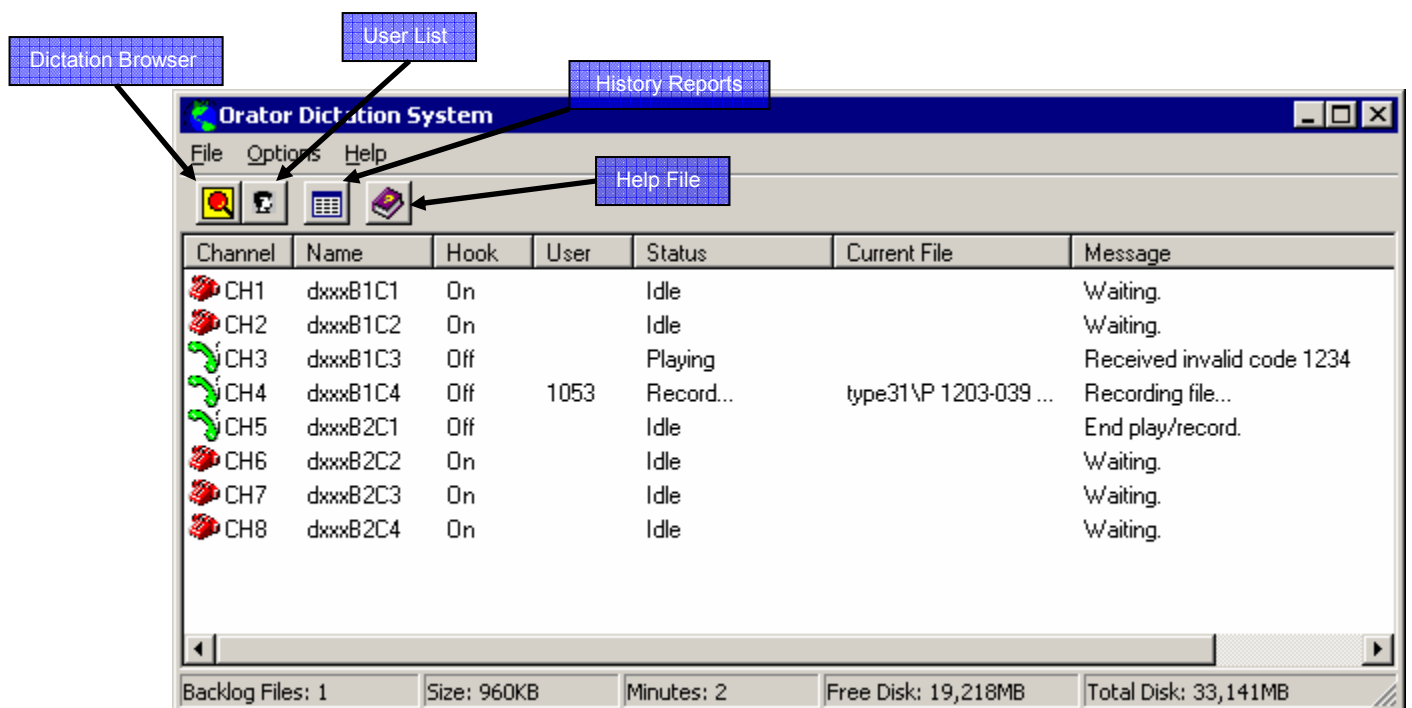 User List
Dictation Browser
History Reports
Orator Dictation System
File Options Help
Help File
Channel Name Hook User Status Current File Message
CH1 dxxxB1C1 On Idle Waiting.
CH2 dxxxB1C2 On Idle Waiting.
CH3 dxxxB1C3 Off Playing Received invalid code 1234
CH4 dxxxB1C4 Off 1053 Record... type31\P 1203-039 ... Recording file...
CH5 dxxxB2C1 Off Idle End play/record.
CH6 dxxxB2C2 On Idle Waiting.
CH7 dxxxB2C3 On Idle Waiting.
CH8 dxxxB2C4 On Idle Waiting.
Backlog Files: 1 Size: 960KB Minutes: 2 Free Disk: 19,218MB Total Disk: 33,141MB